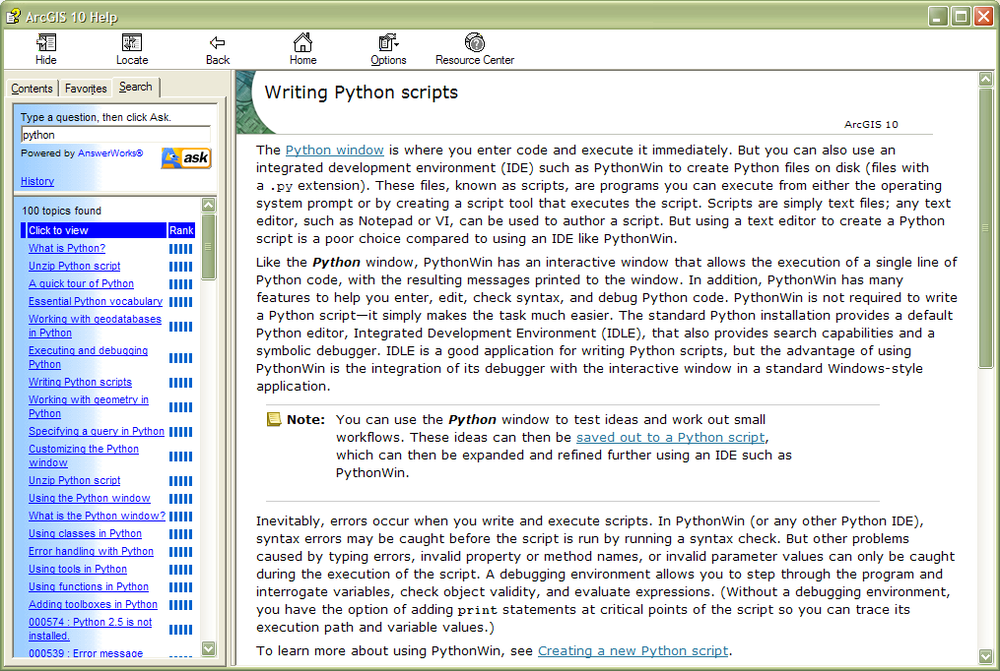 ArcGIS 10 Help
Hide
Locate
Back
Home
Options
Resource Center
Contents
Favorites
Search
Type a question, then click Ask.
python
Powered by AnswerWorks®
ask
History
100 topics found
Click to view
Rank
What is Python?
Unzip Python script
A quick tour of Python
Essential Python vocabulary
Working with geodatabases
in Python
Executing and debugging
Python
Writing Python scripts
Working with geometry in
Python
Specifying a query in Python
Customizing the Python
window
Unzip Python script
Using the Python window
What is the Python window?
Using classes in Python
Error handling with Python
Using tools in Python
Using functions in Python
Adding toolboxes in Python
000574 : Python 2.5 is not
installed.
000539 : Error message
Writing Python scripts
ArcGIS 10
The Python window is where you enter code and execute it immediately. But you can also use an
integrated development environment (IDE) such as PythonWin to create Python files on disk (files with
a .py extension). These files, known as scripts, are programs you can execute from either the operating
system prompt or by creating a script tool that executes the script. Scripts are simply text files; any text
editor, such as Notepad or VI, can be used to author a script. But using a text editor to create a Python
script is a poor choice compared to using an IDE like PythonWin.
Like the Python window, PythonWin has an interactive window that allows the execution of a single line of
Python code, with the resulting messages printed to the window. In addition, PythonWin has many
features to help you enter, edit, check syntax, and debug Python code. PythonWin is not required to write
a Python script—it simply makes the task much easier. The standard Python installation provides a default
Python editor, Integrated Development Environment (IDLE), that also provides search capabilities and a
symbolic debugger. IDLE is a good application for writing Python scripts, but the advantage of using
PythonWin is the integration of its debugger with the interactive window in a standard Windows-style
application.
Note: You can use the Python window to test ideas and work out small
workflows. These ideas can then be saved out to a Python script,
which can then be expanded and refined further using an IDE such as
PythonWin.
Inevitably, errors occur when you write and execute scripts. In PythonWin (or any other Python IDE),
syntax errors may be caught before the script is run by running a syntax check. But other problems
caused by typing errors, invalid property or method names, or invalid parameter values can only be caught
during the execution of the script. A debugging environment allows you to step through the program and
interrogate variables, check object validity, and evaluate expressions. (Without a debugging environment,
you have the option of adding print statements at critical points of the script so you can trace its
execution path and variable values.)
To learn more about using PythonWin, see Creating a new Python script.